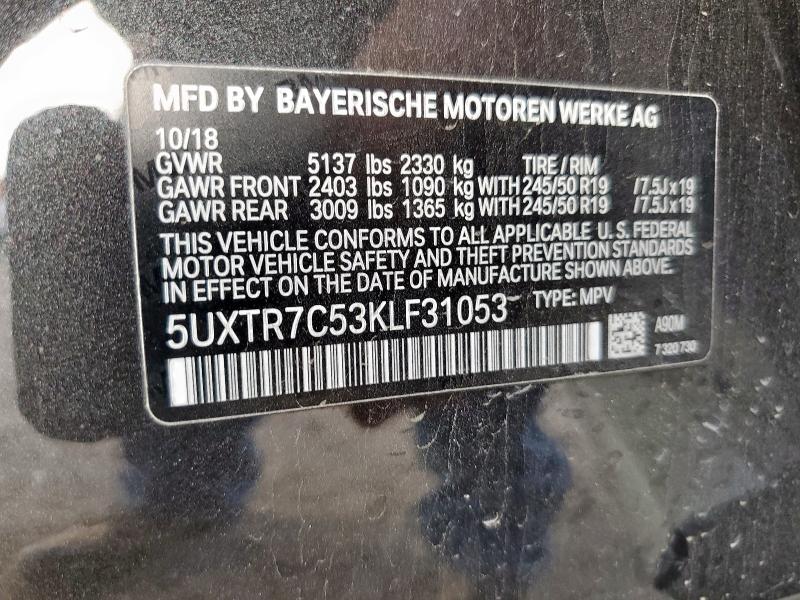 MFD BY BAYERISCHE MOTOREN WERKE AG
10/18
GVWR 5137 lbs 2330 kg TIRE / RIM
GAWR FRONT 2403 lbs 1090 kg WITH 245/50 R19 /7.5J x 19
GAWR REAR 3009 lbs 1365 kg WITH 245/50 R19 /7.5J x 19
THIS VEHICLE CONFORMS TO ALL APPLICABLE U.S. FEDERAL
MOTOR VEHICLE SAFETY AND THEFT PREVENTION STANDARDS
IN EFFECT ON THE DATE OF MANUFACTURE SHOWN ABOVE.
5UXTR7C53KLF31053 TYPE: MPV
A90M
7320730